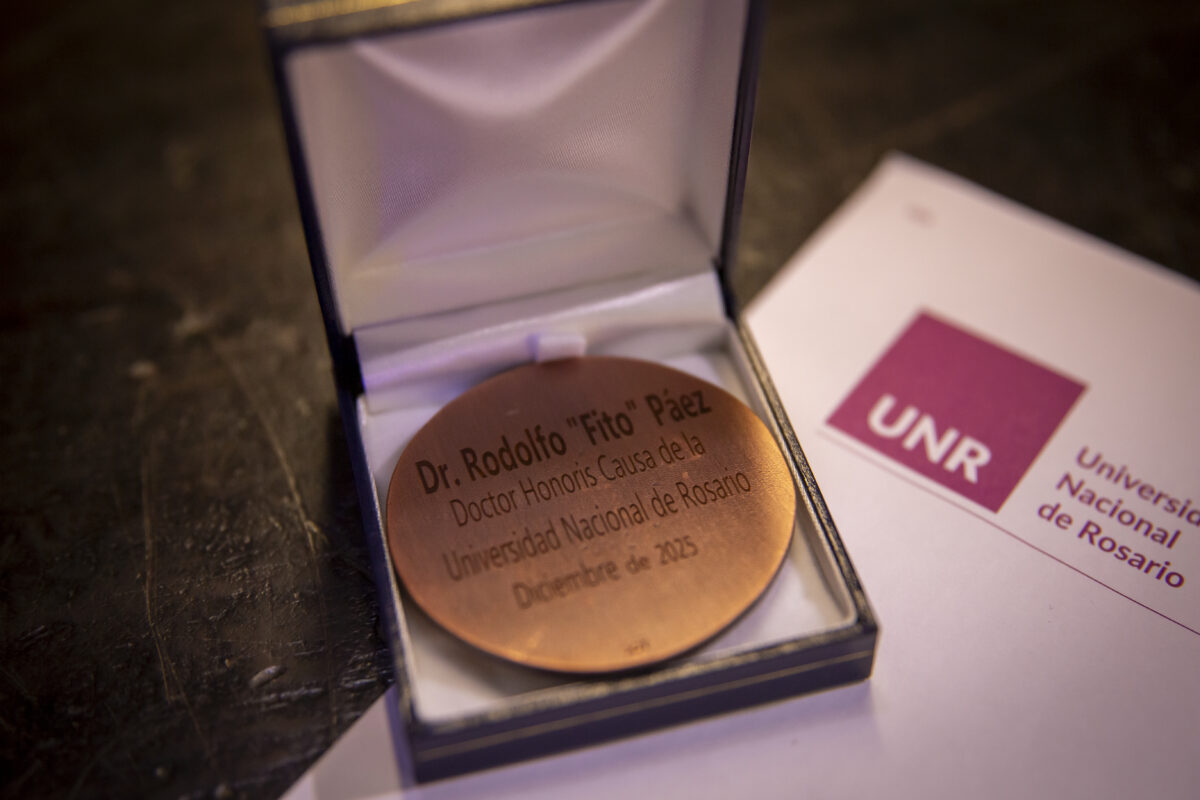 Dr. Rodolfo "Fito" Páez
Doctor Honoris Causa de la
Universidad Nacional de Rosario
Diciembre de 2025
UNR
Nacional
de Rosario